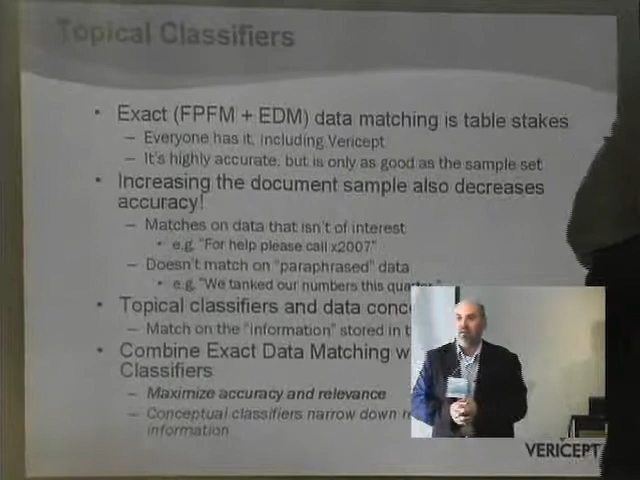 Topical Classifiers
• Exact (FPFM + EDM) data matching is table stakes
– Everyone has it, including Vericept
– It's highly accurate, but is only as good as the sample set
• Increasing the document sample also decreases
accuracy!
– Matches on data that isn't of interest
• e.g. "For help please call x2007"
– Doesn't match on "paraphrased" data
• e.g. "We tanked our numbers this
• Topical classifiers and data
– Match on the "information" stored in
• Combine Exact Data Matching
Classifiers
– Maximize accuracy and relevance
– Conceptual classifiers narrow down
information
VERICEPT